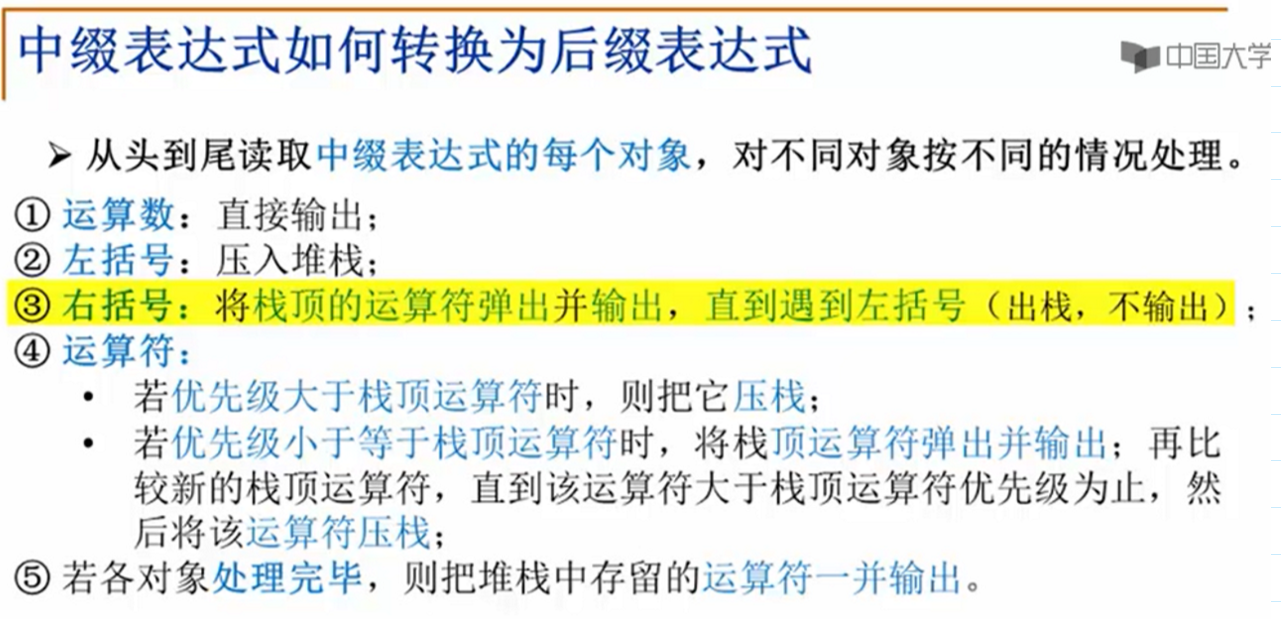 中缀表达式如何转换为后缀表达式
中国大学
➢ 从头到尾读取中缀表达式的每个对象，对不同对象按不同的情况处理。
① 运算数：直接输出；
② 左括号：压入堆栈；
③ 右括号：将栈顶的运算符弹出并输出，直到遇到左括号（出栈，不输出）；
④ 运算符：
• 若优先级大于栈顶运算符时，则把它压栈；
• 若优先级小于等于栈顶运算符时，将栈顶运算符弹出并输出；再比
较新的栈顶运算符，直到该运算符大于栈顶运算符优先级为止，然
后将该运算符压栈；
⑤ 若各对象处理完毕，则把堆栈中存留的运算符一并输出。